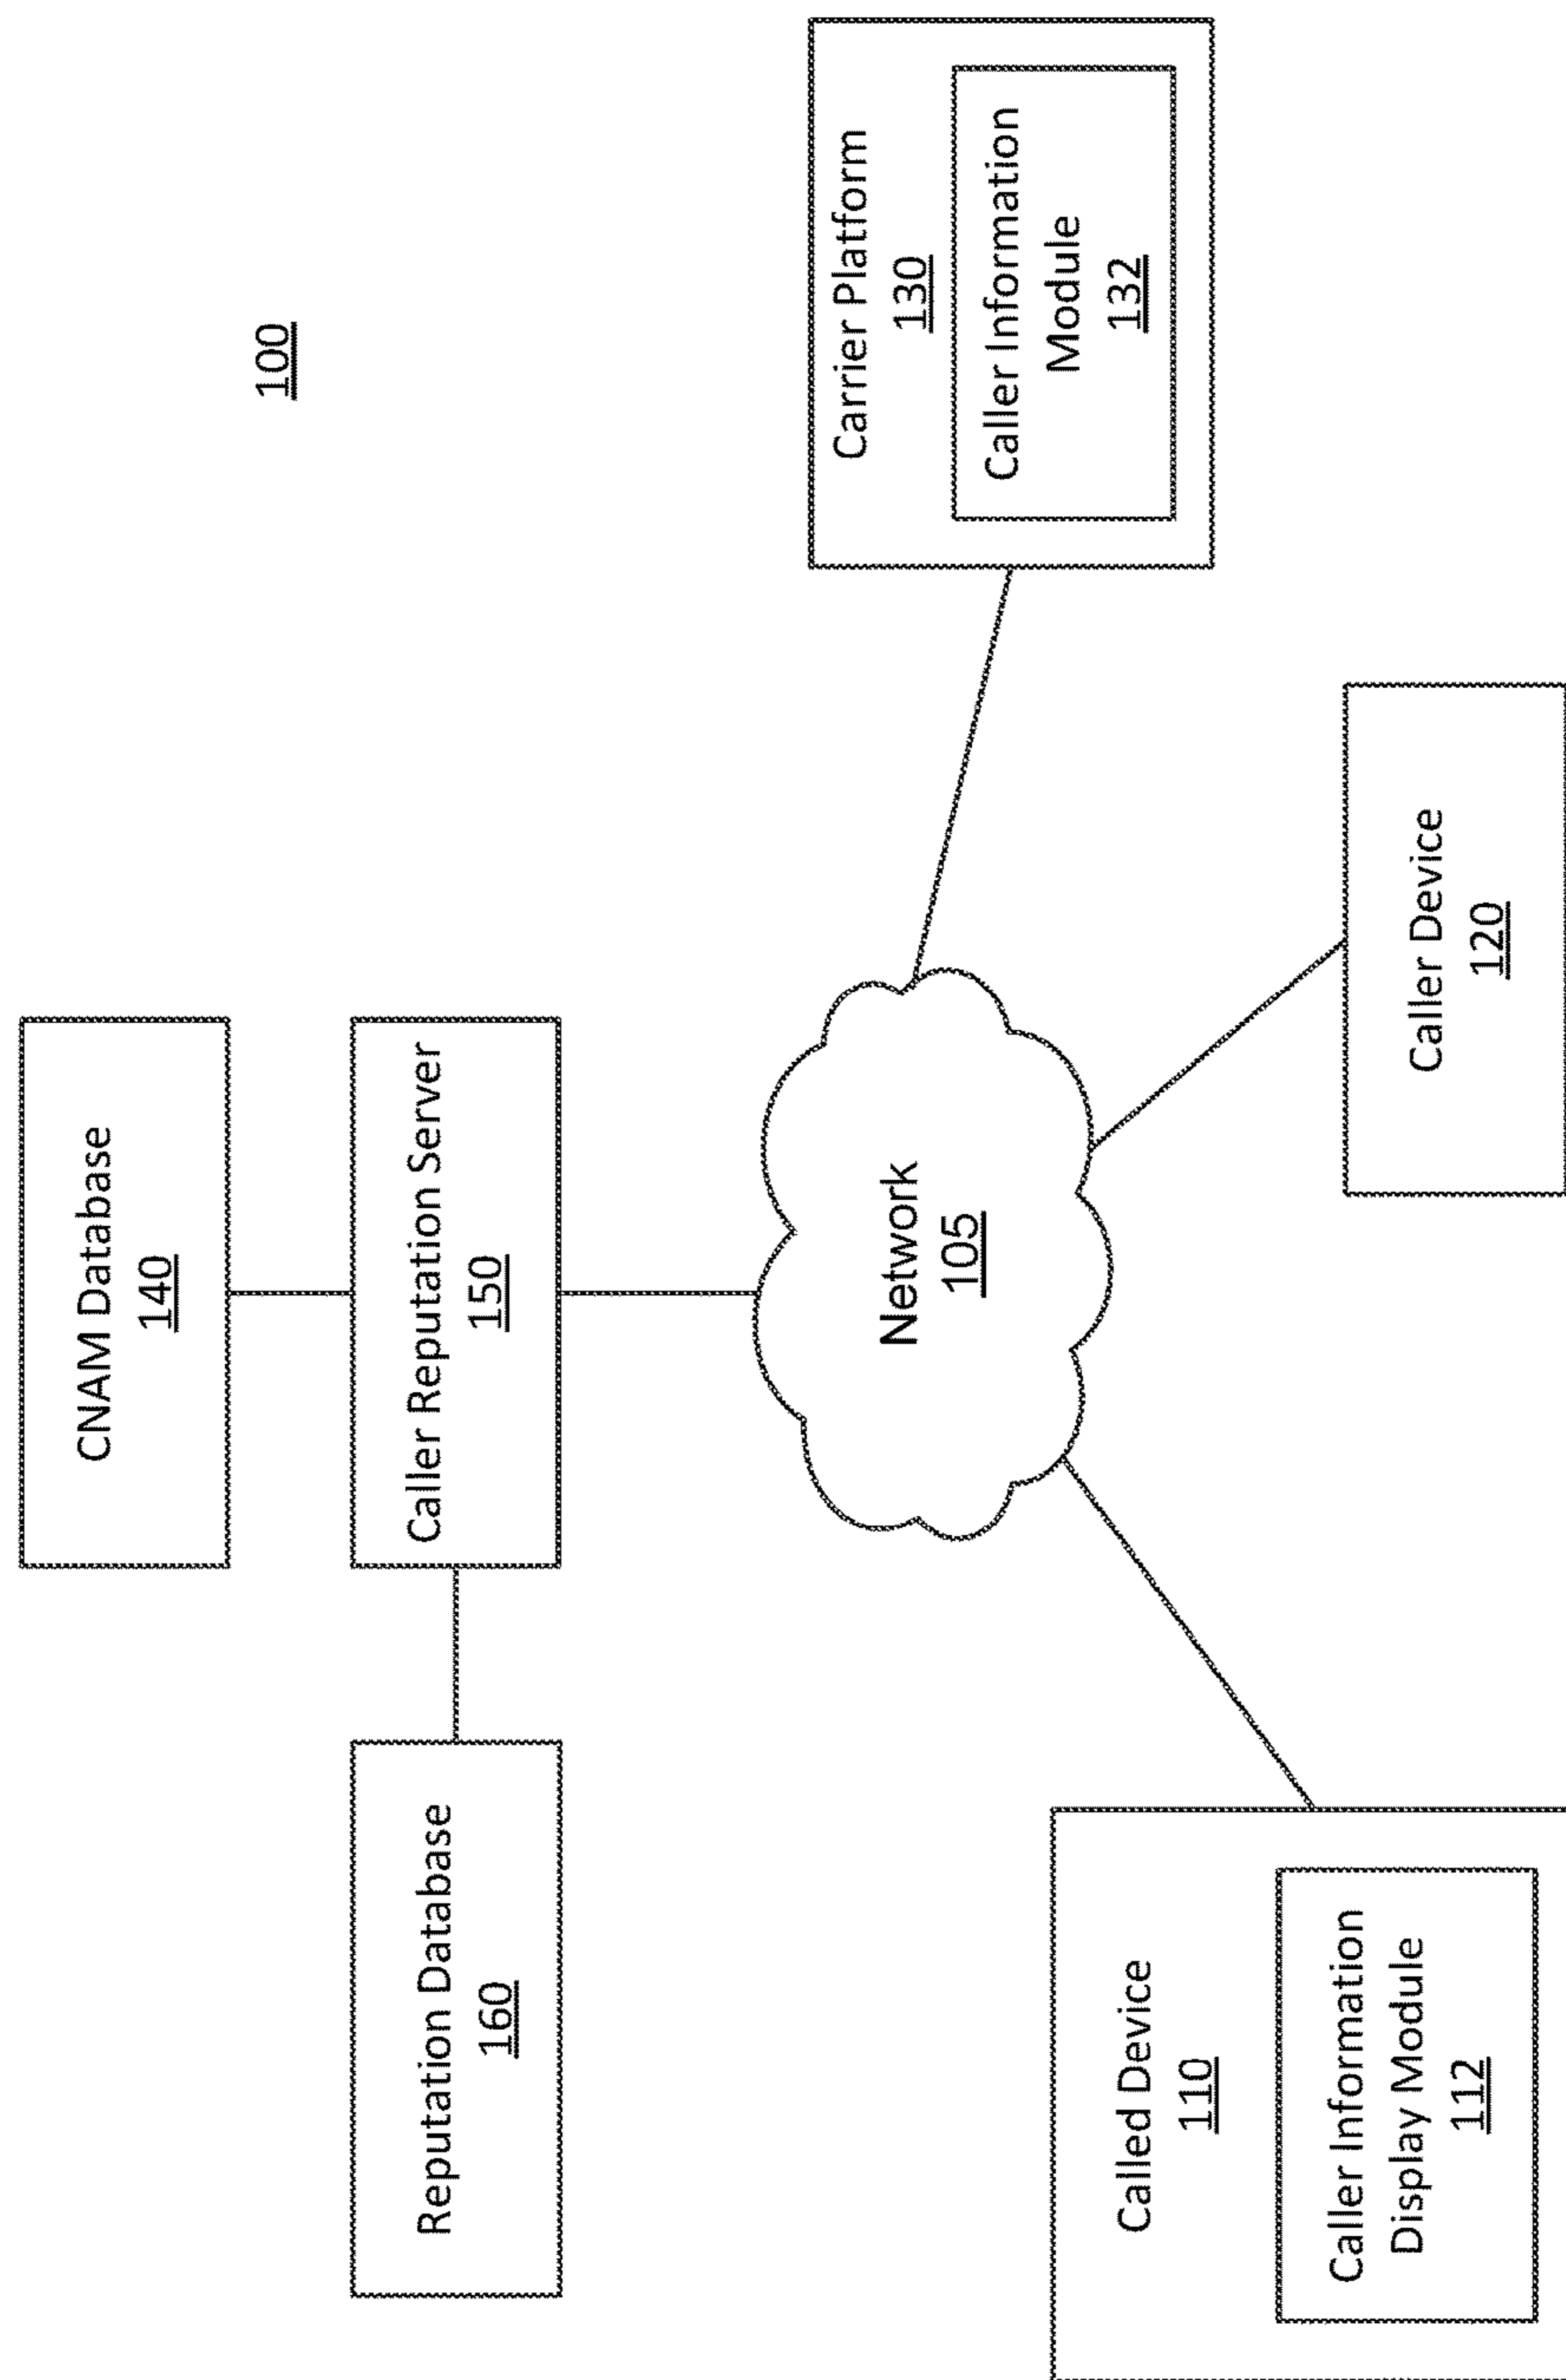 100
CNAM Database
140
Reputation Database
160
Caller Reputation Server
150
Network
105
Carrier Platform
130
Caller Information
Module
132
Called Device
110
Caller Information
Display Module
112
Caller Device
120